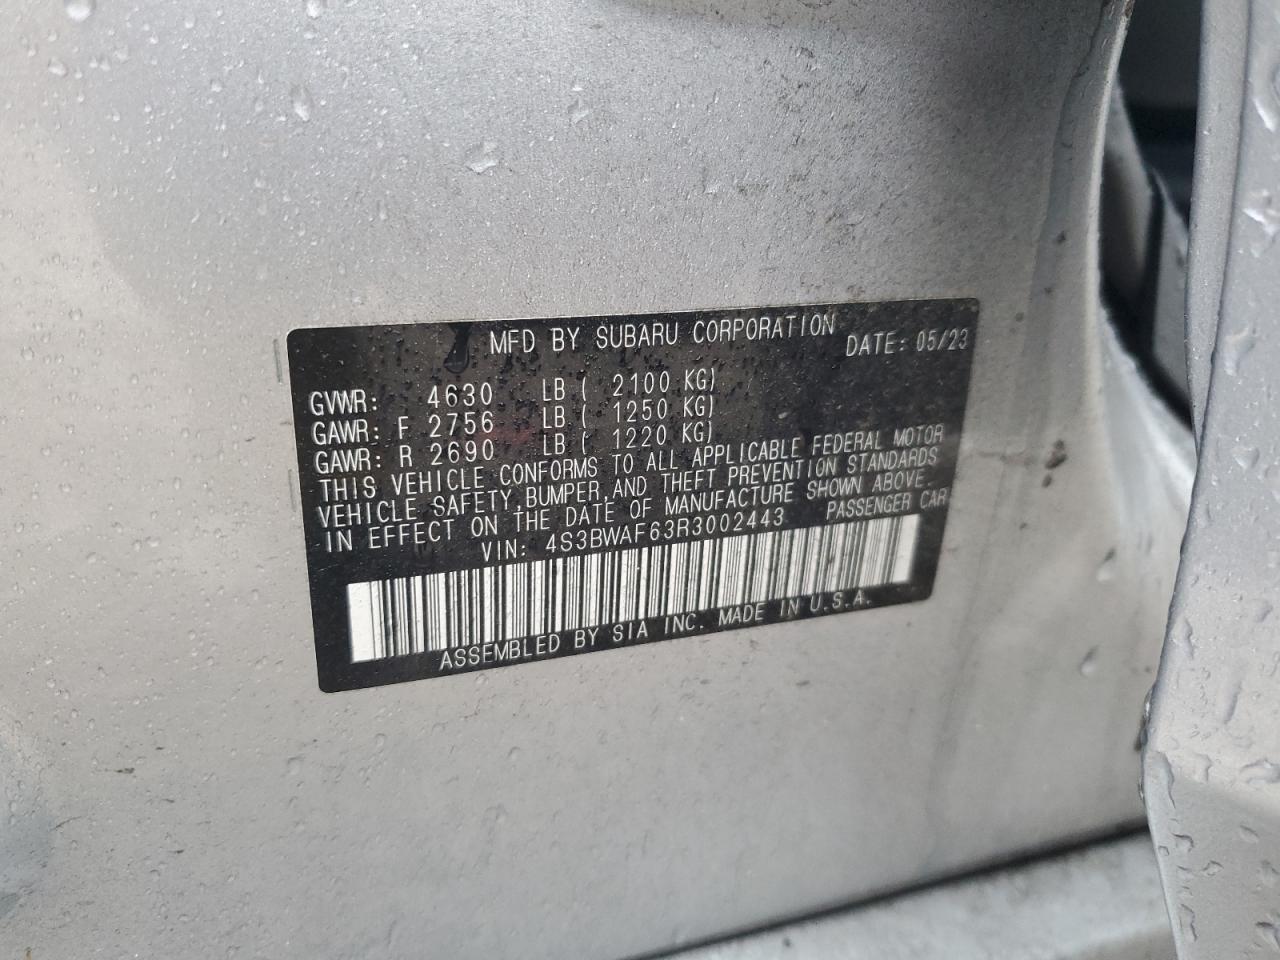 MFD BY SUBARU CORPORATION DATE: 05/23
GVWR: 4630 LB ( 2100 KG)
GAWR: F 2756 LB ( 1250 KG)
GAWR: R 2690 LB ( 1220 KG)
THIS VEHICLE CONFORMS TO ALL APPLICABLE FEDERAL MOTOR
VEHICLE SAFETY, BUMPER, AND THEFT PREVENTION STANDARDS
IN EFFECT ON THE DATE OF MANUFACTURE SHOWN ABOVE.
VIN: 4S3BWAF63R3002443 PASSENGER CAR
ASSEMBLED BY SIA INC. MADE IN U.S.A.